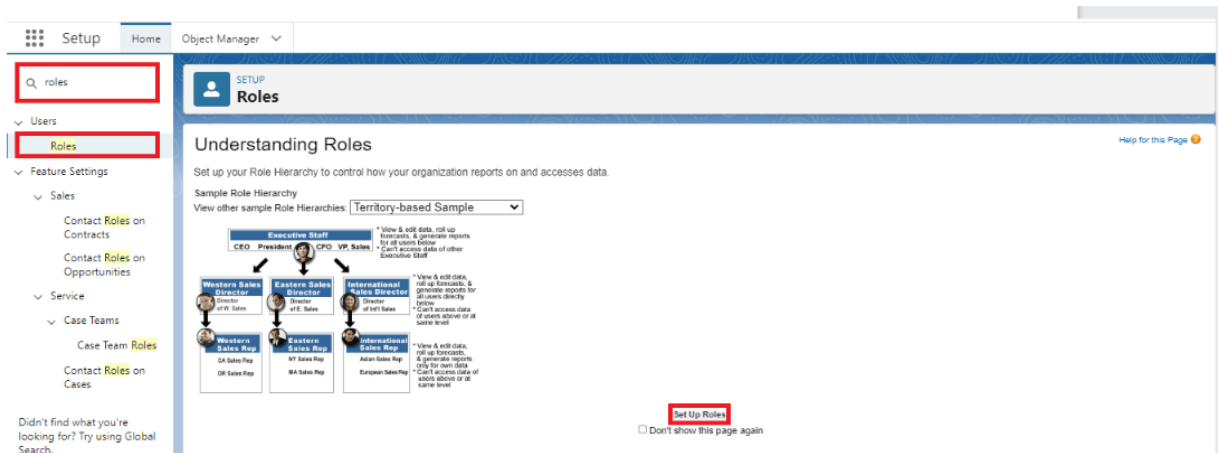 Setup
Home
Object Manager
roles
Users
Roles
Feature Settings
Sales
Contact Roles on
Contracts
Contact Roles on
Opportunities
Service
Case Teams
Case Team Roles
Contact Roles on
Cases
Didn't find what you're
looking for? Try using Global
Search.
SETUP
Roles
Understanding Roles
Help for this Page
Set up your Role Hierarchy to control how your organization reports on and accesses data.
Sample Role Hierarchy
View other sample Role Hierarchies: Territory-based Sample
Executive Staff
CEO President CFO VP, Sales
* View & edit data, roll up
forecasts, & generate reports
for all users below
* Can't access data of other
Executive Staff
Western Sales
Director
Director
of W. Sales
Eastern Sales
Director
Director
of E. Sales
International
Sales Director
Director
of Int'l Sales
* View & edit data,
roll up forecasts, &
generate reports for
all users directly
below
* Can't access data
of users above or at
same level
Western
Sales Rep
CA Sales Rep
OR Sales Rep
Eastern
Sales Rep
NY Sales Rep
MA Sales Rep
International
Sales Rep
Asian Sales Rep
European Sales Rep
* View & edit data,
roll up forecasts,
& generate reports
only for own data
* Can't access data of
users above or at
same level
Set Up Roles
Don't show this page again